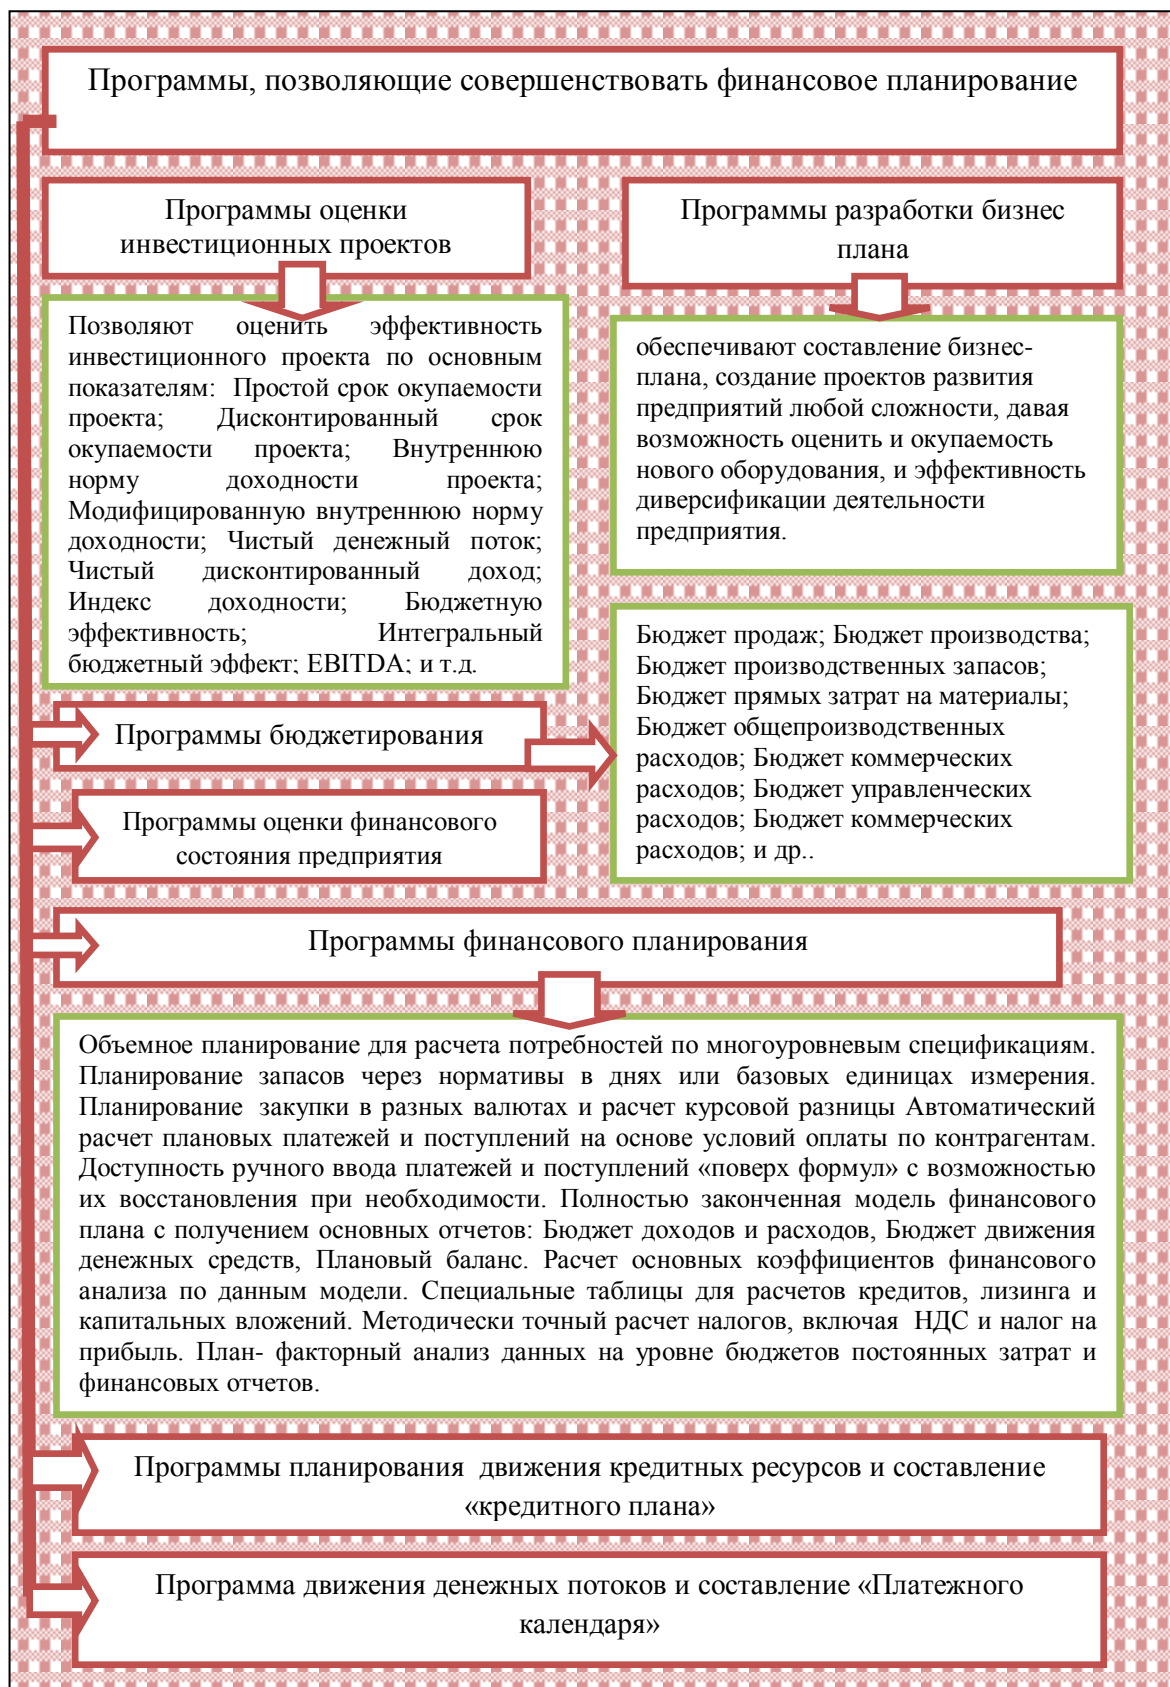 Программы, позволяющие совершенствовать финансовое планирование
Программы оценки
инвестиционных проектов
Программы разработки бизнес
плана
Позволяют оценить эффективность
инвестиционного проекта по основным
показателям: Простой срок окупаемости
проекта; Дисконтированный срок
окупаемости проекта; Внутреннюю
норму доходности проекта;
Модифицированную внутреннюю норму
доходности; Чистый денежный поток;
Чистый дисконтированный доход;
Индекс доходности; Бюджетную
эффективность; Интегральный
бюджетный эффект; EBITDA; и т.д.
обеспечивают составление бизнес-
плана, создание проектов развития
предприятий любой сложности, давая
возможность оценить и окупаемость
нового оборудования, и эффективность
диверсификации деятельности
предприятия.
Программы бюджетирования
Бюджет продаж; Бюджет производства;
Бюджет производственных запасов;
Бюджет прямых затрат на материалы;
Бюджет общепроизводственных
расходов; Бюджет коммерческих
расходов; Бюджет управленческих
расходов; Бюджет коммерческих
расходов; и др..
Программы оценки финансового
состояния предприятия
Программы финансового планирования
Объемное планирование для расчета потребностей по многоуровневым спецификациям.
Планирование запасов через нормативы в днях или базовых единицах измерения.
Планирование закупки в разных валютах и расчет курсовой разницы Автоматический
расчет плановых платежей и поступлений на основе условий оплаты по контрагентам.
Доступность ручного ввода платежей и поступлений «поверх формул» с возможностью
их восстановления при необходимости. Полностью законченная модель финансового
плана с получением основных отчетов: Бюджет доходов и расходов, Бюджет движения
денежных средств, Плановый баланс. Расчет основных коэффициентов финансового
анализа по данным модели. Специальные таблицы для расчетов кредитов, лизинга и
капитальных вложений. Методически точный расчет налогов, включая НДС и налог на
прибыль. План- факторный анализ данных на уровне бюджетов постоянных затрат и
финансовых отчетов.
Программы планирования движения кредитных ресурсов и составление
«кредитного плана»
Программа движения денежных потоков и составление «Платежного
календаря»